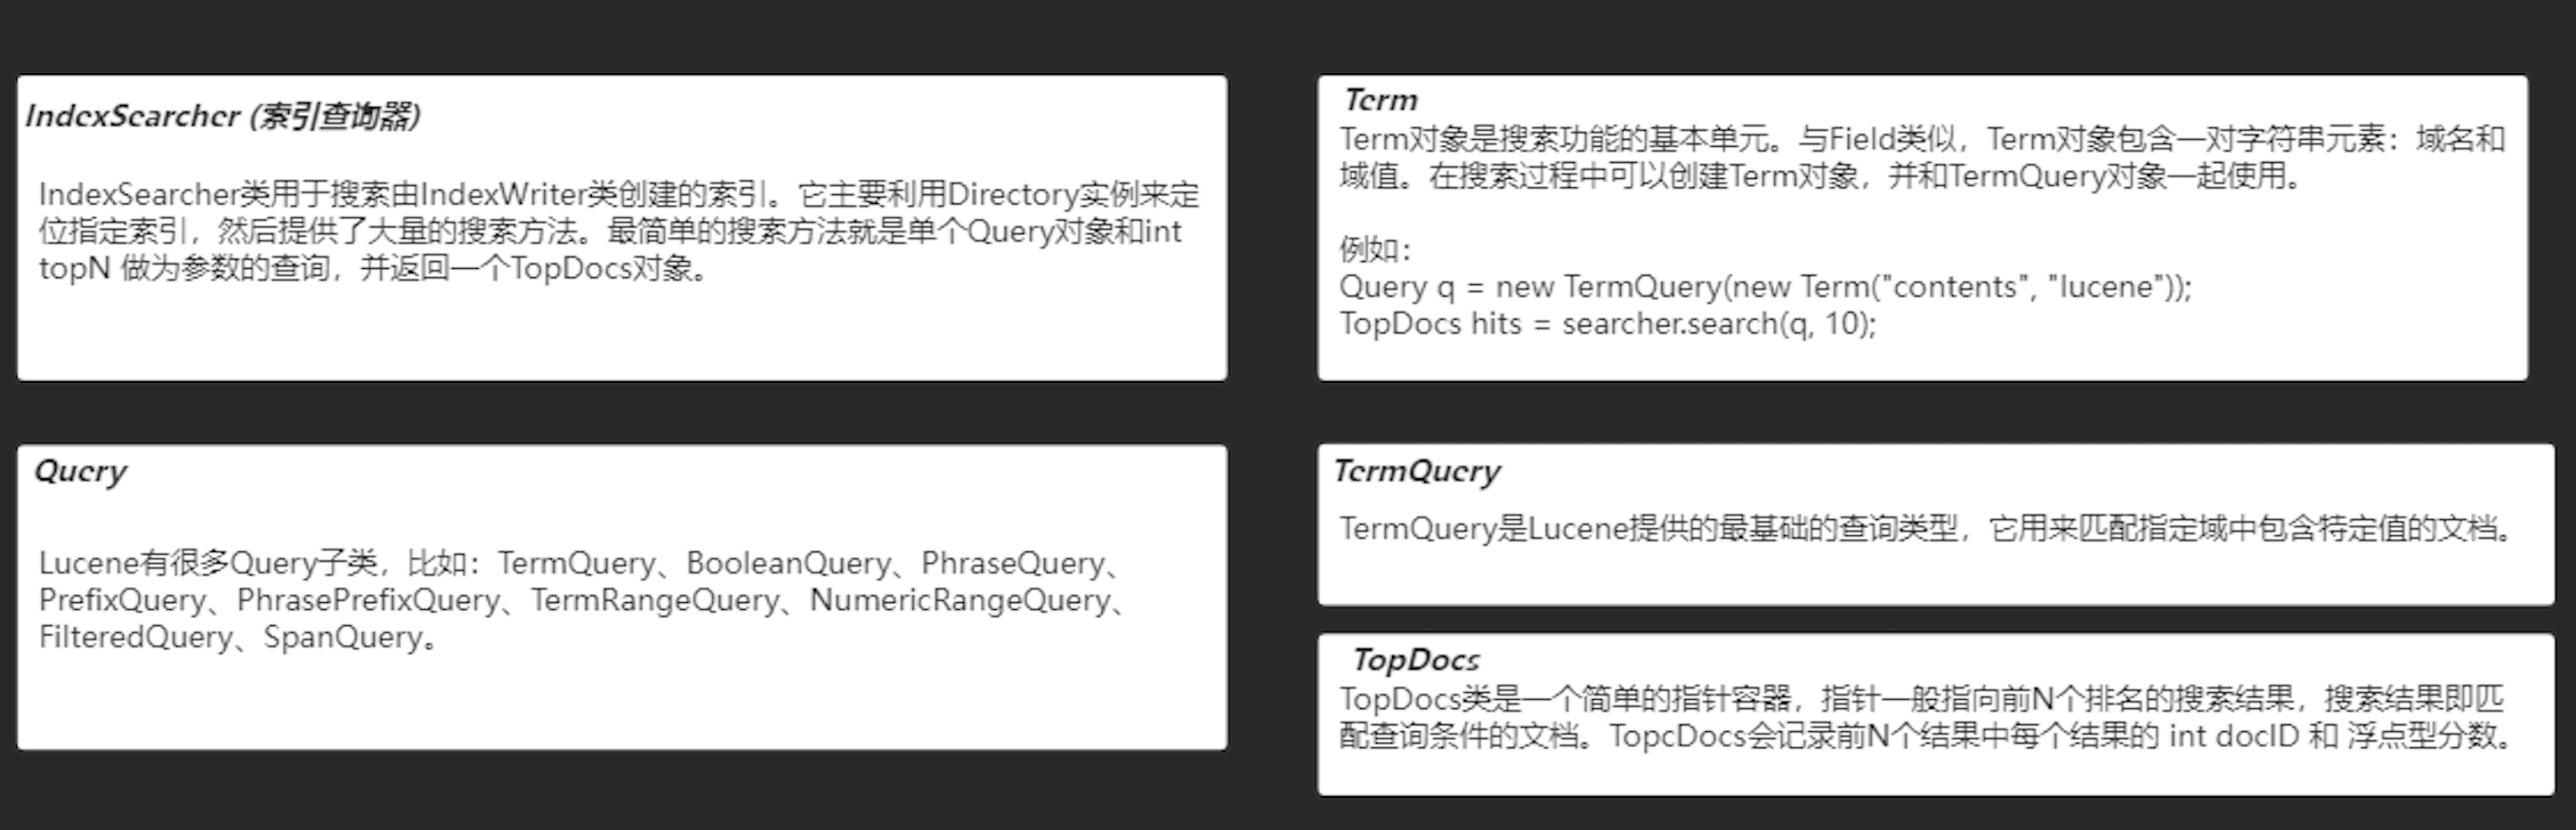 IndexSearcher (索引查询器)
IndexSearcher类用于搜索由IndexWriter类创建的索引。它主要利用Directory实例来定
位指定索引，然后提供了大量的搜索方法。最简单的搜索方法就是单个Query对象和int
topN 做为参数的查询，并返回一个TopDocs对象。
Term
Term对象是搜索功能的基本单元。与Field类似，Term对象包含一对字符串元素：域名和
域值。在搜索过程中可以创建Term对象，并和TermQuery对象一起使用。
例如：
Query q = new TermQuery(new Term("contents", "lucene"));
TopDocs hits = searcher.search(q, 10);
Query
Lucene有很多Query子类，比如：TermQuery、BooleanQuery、PhraseQuery、
PrefixQuery、PhrasePrefixQuery、TermRangeQuery、NumericRangeQuery、
FilteredQuery、SpanQuery。
TermQuery
TermQuery是Lucene提供的最基础的查询类型，它用来匹配指定域中包含特定值的文档。
TopDocs
TopDocs类是一个简单的指针容器，指针一般指向前N个排名的搜索结果，搜索结果即匹
配查询条件的文档。TopcDocs会记录前N个结果中每个结果的 int docID 和 浮点型分数。